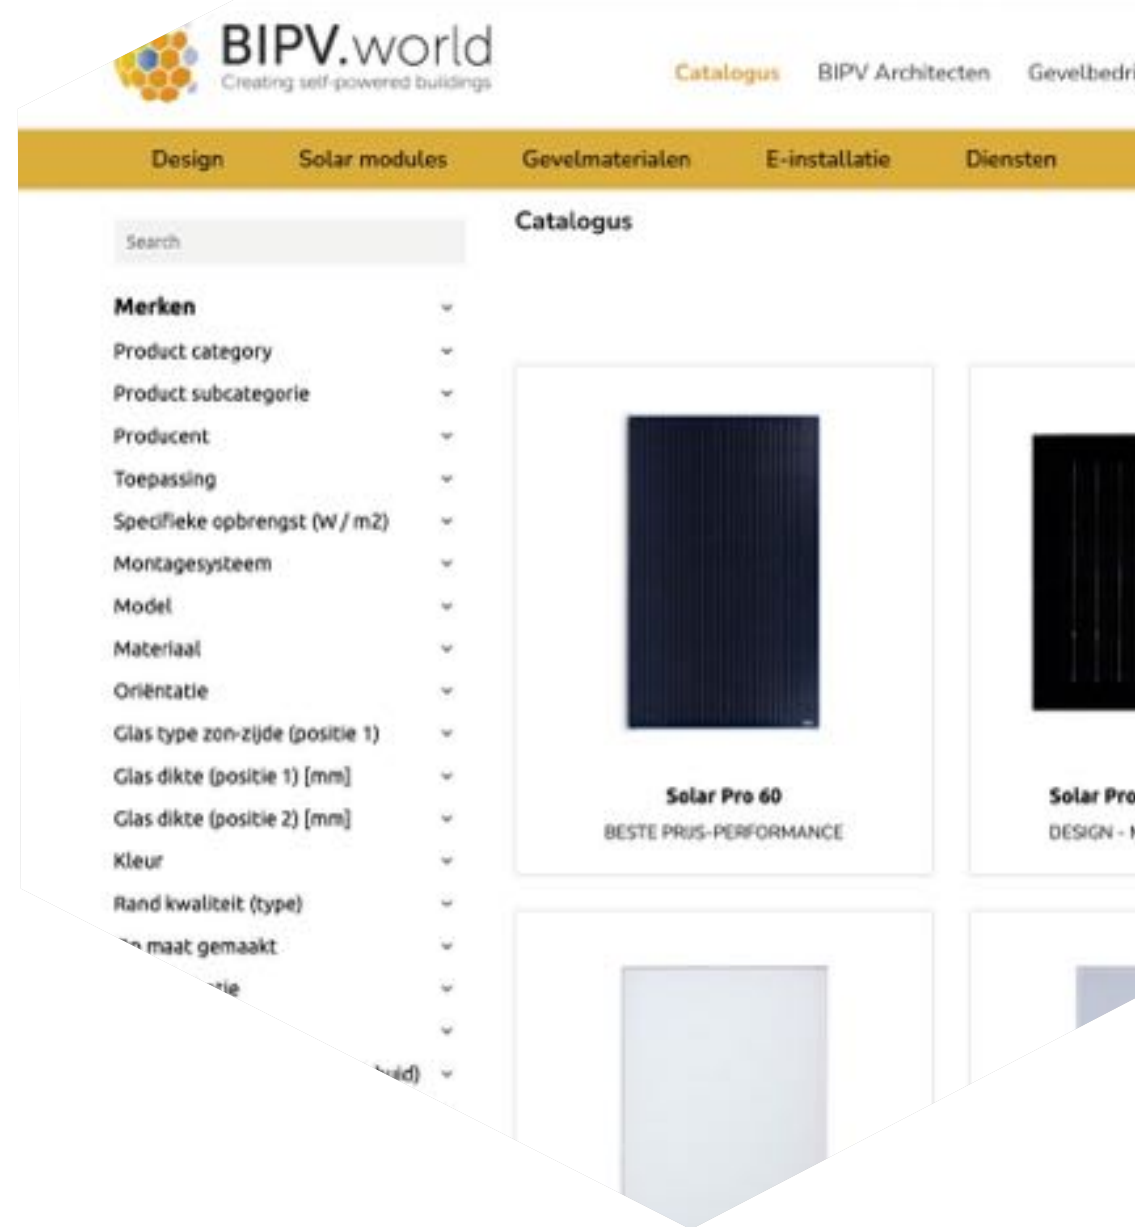 BIPV.world
Creating self-powered buildings
Catalogus BIPV Architecten
Design Solar modules Gevelmaterialen E-installatie Diensten
Search
Catalogus
Merken
Product category
Product subcategorie
Producent
Toepassing
Specifieke opbrengst (W / m2)
Montagesysteem
Model
Materiaal
Oriëntatie
Glas type zon-zijde (positie 1)
Glas dikte (positie 1) [mm]
Glas dikte (positie 2) [mm]
Kleur
Rand kwaliteit (type)
maat gemaakt
Solar Pro 60
BESTE PRIJS-PERFORMANCE
Solar Pro
DESIGN -